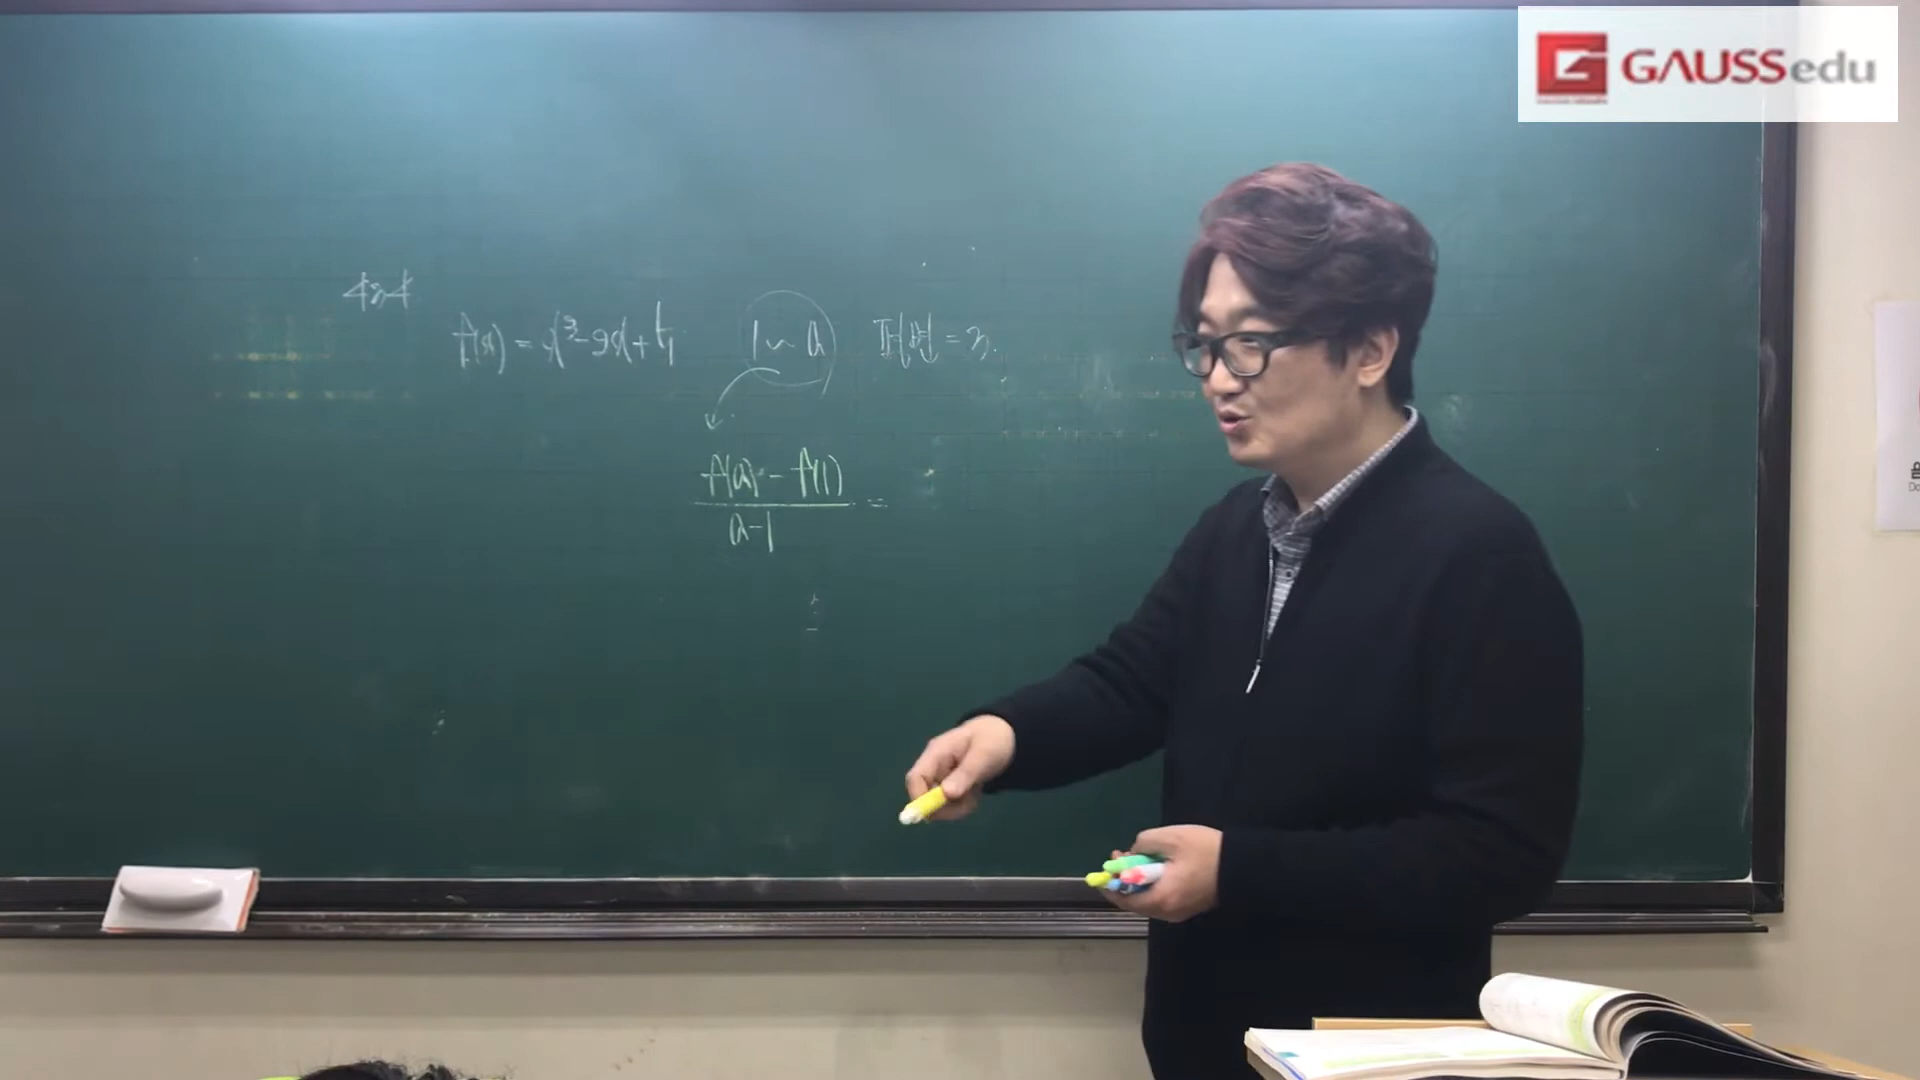 GAUSSedu
f(x) = x³-9x+4 1~a 평변=3.
f(a) - f(1)
a-1
=